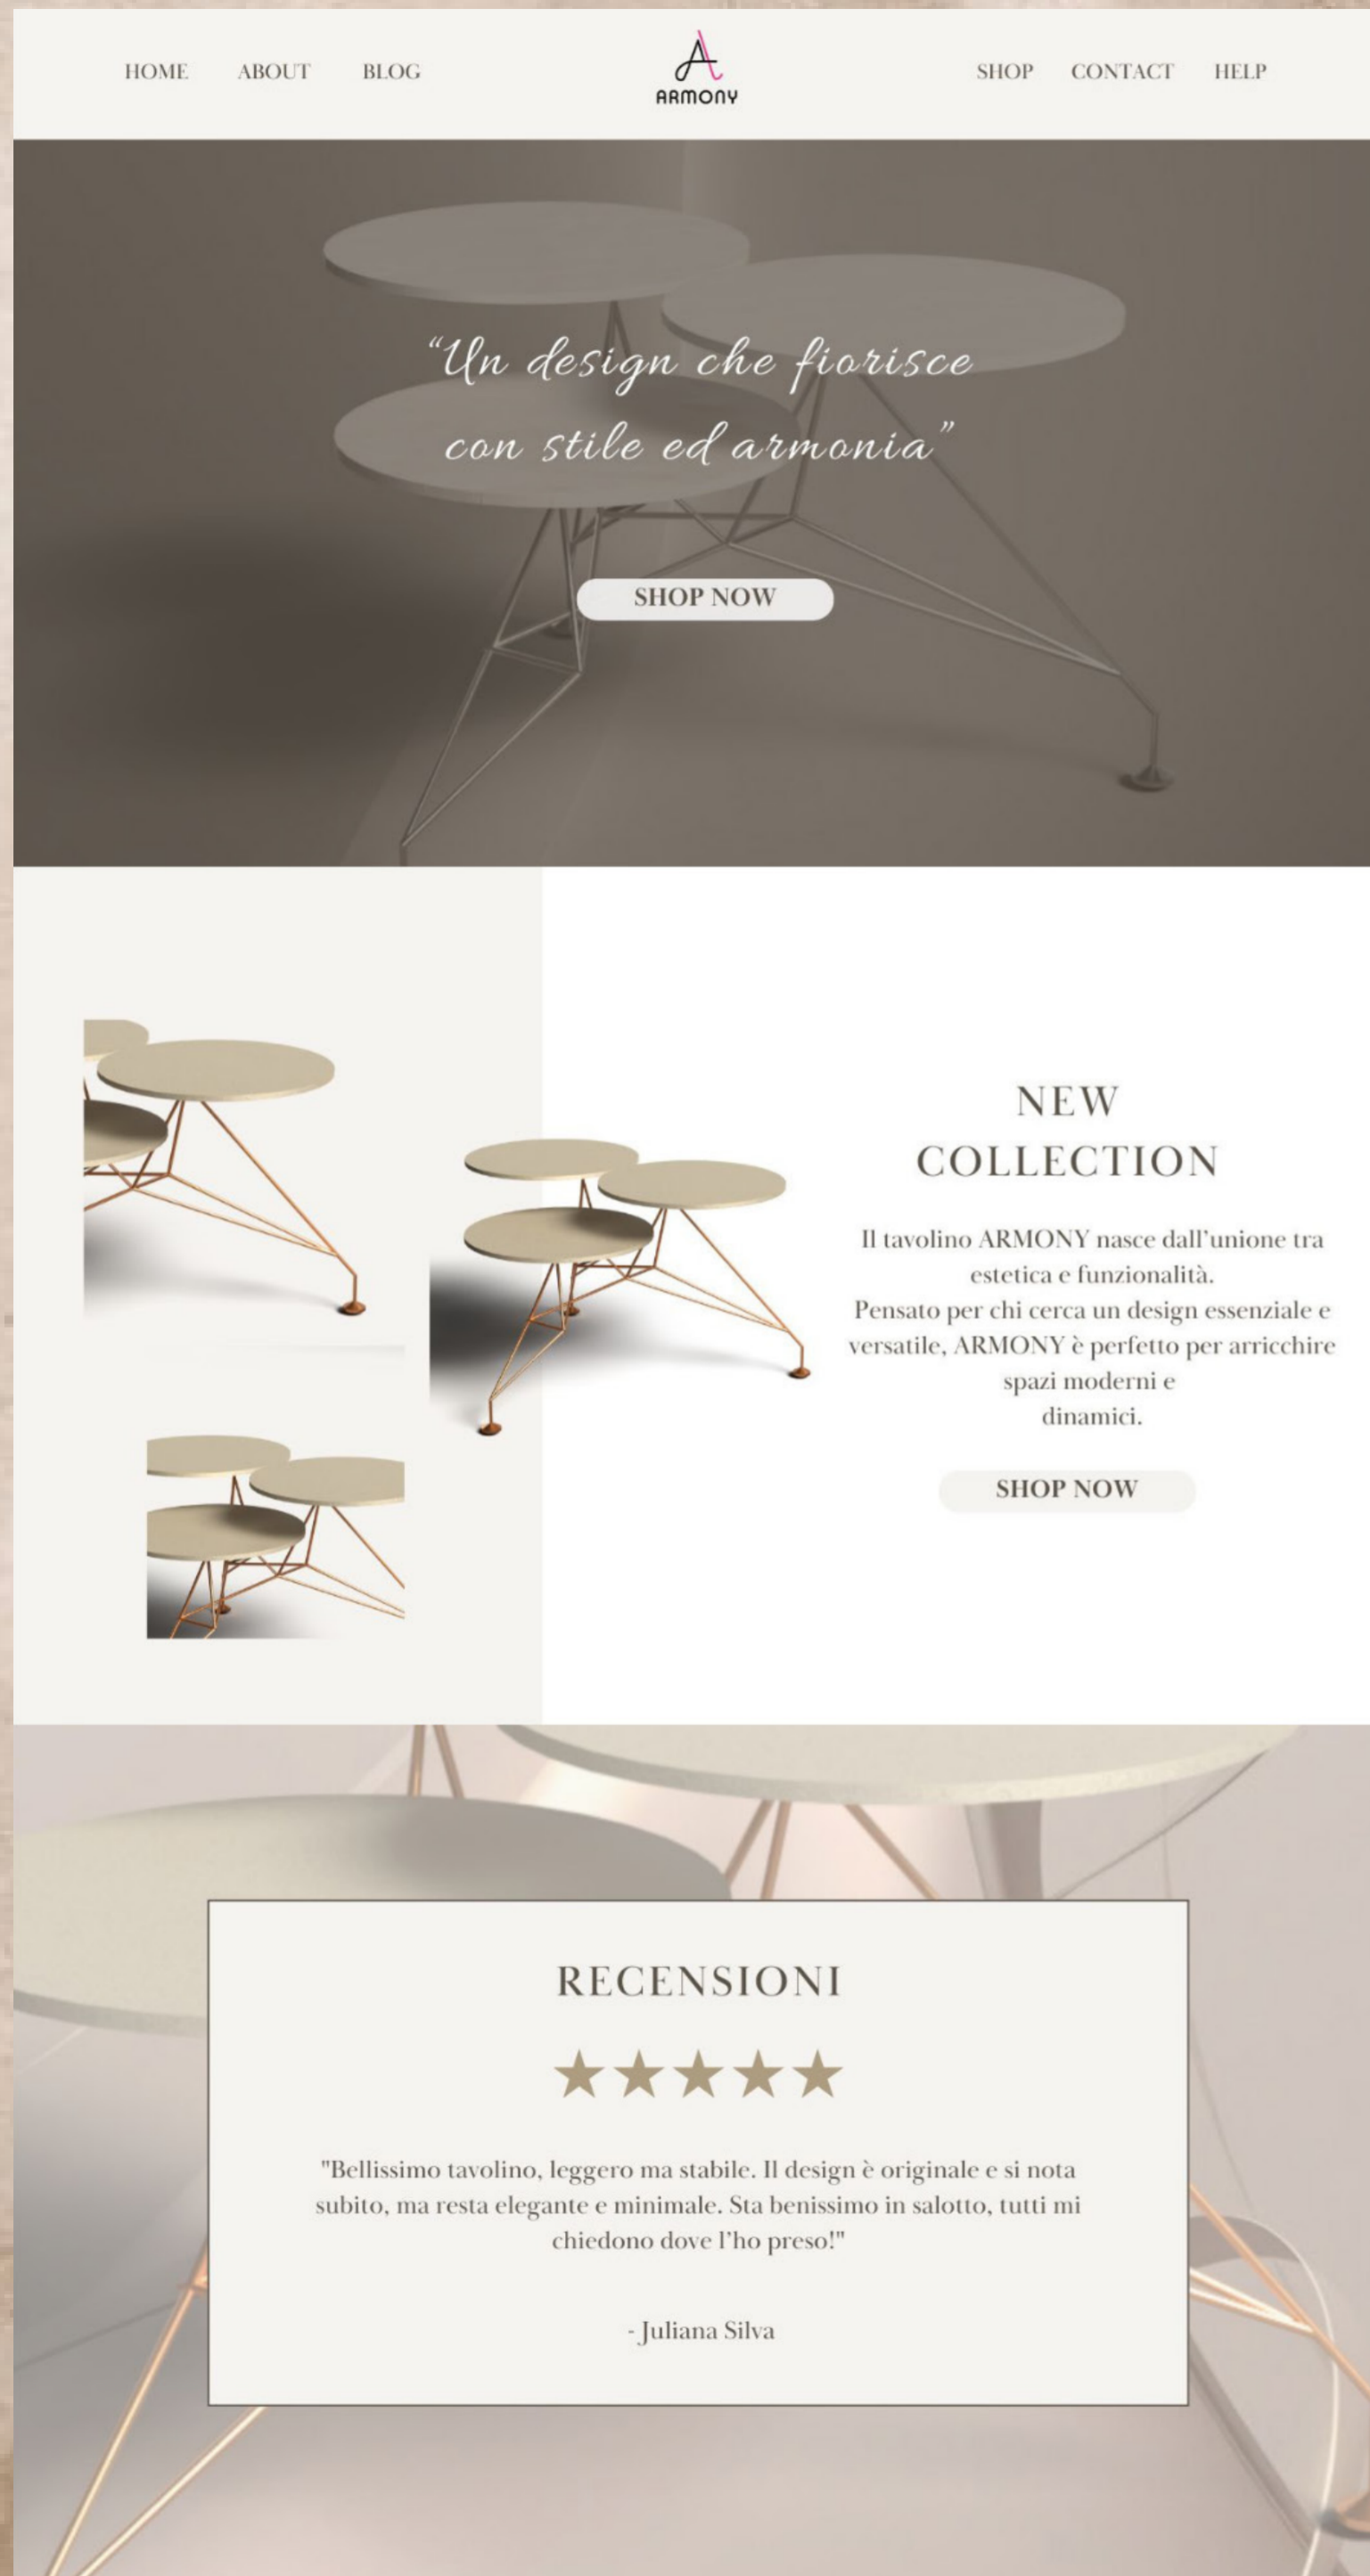 HOME ABOUT BLOG
ARMONY
SHOP CONTACT HELP
“Un design che fiorisce
con stile ed armonia”
SHOP NOW
NEW
COLLECTION
Il tavolino ARMONY nasce dall’unione tra
estetica e funzionalità.
Pensato per chi cerca un design essenziale e
versatile, ARMONY è perfetto per arricchire
spazi moderni e
dinamici.
SHOP NOW
RECENSIONI
"Bellissimo tavolino, leggero ma stabile. Il design è originale e si nota
subito, ma resta elegante e minimale. Sta benissimo in salotto, tutti mi
chiedono dove l’ho preso!"
- Juliana Silva